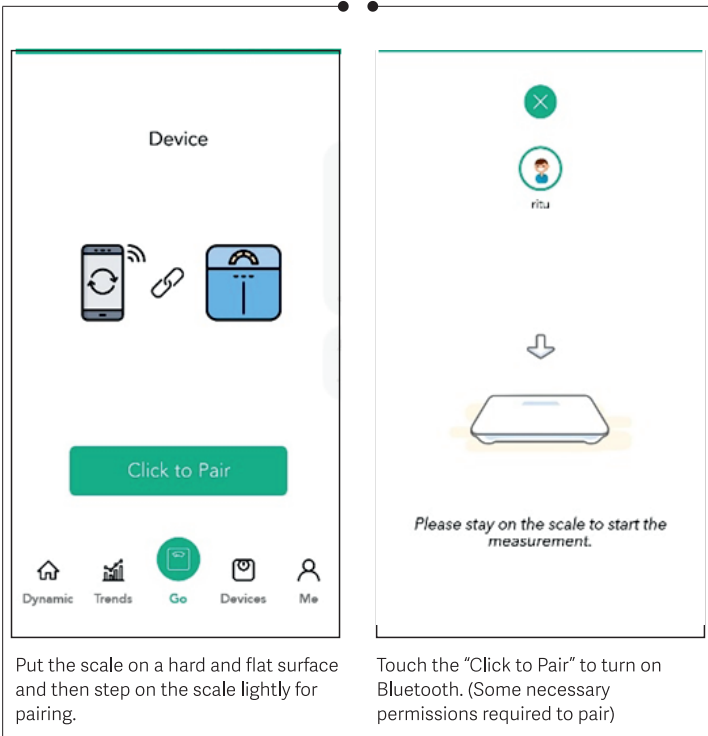 Device
Click to Pair
Dynamic Trends Go Devices Me
Put the scale on a hard and flat surface
and then step on the scale lightly for
pairing.
ritu
Please stay on the scale to start the
measurement.
Touch the “Click to Pair” to turn on
Bluetooth. (Some necessary
permissions required to pair)